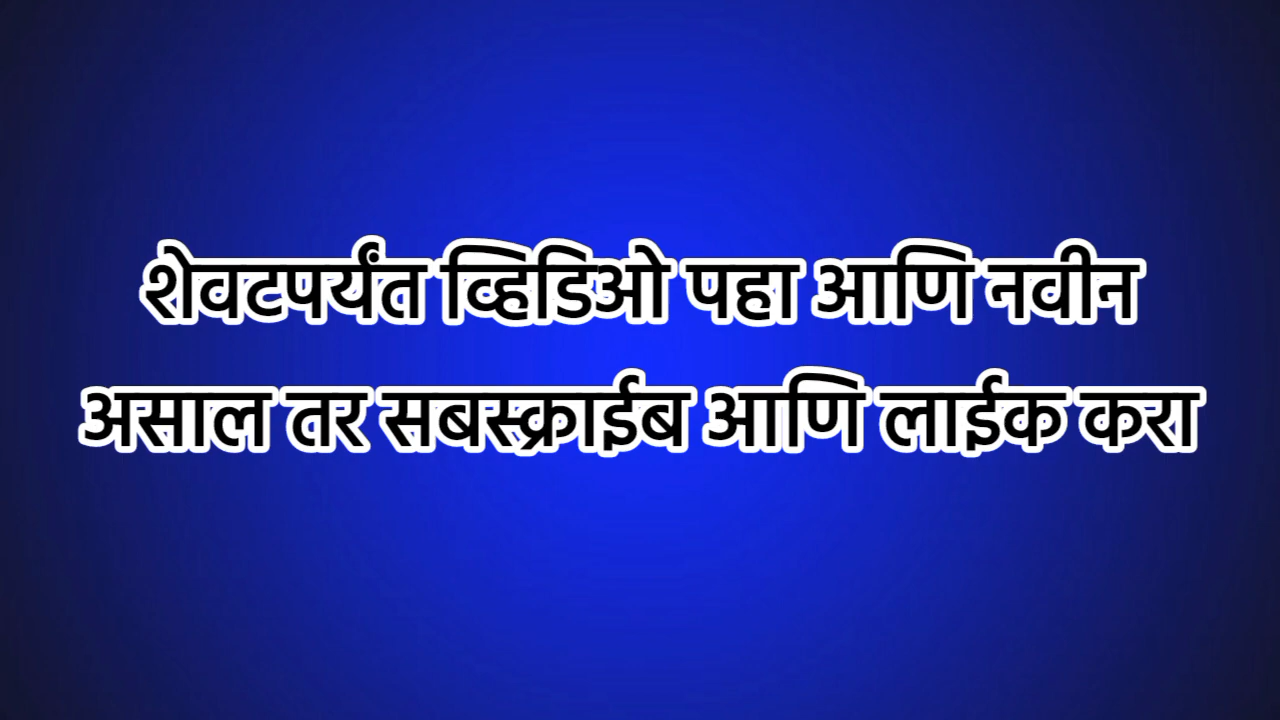 शेवटपर्यंत व्हिडिओ पहा आणि नवीन
असाल तर सबस्क्राईब आणि लाईक करा